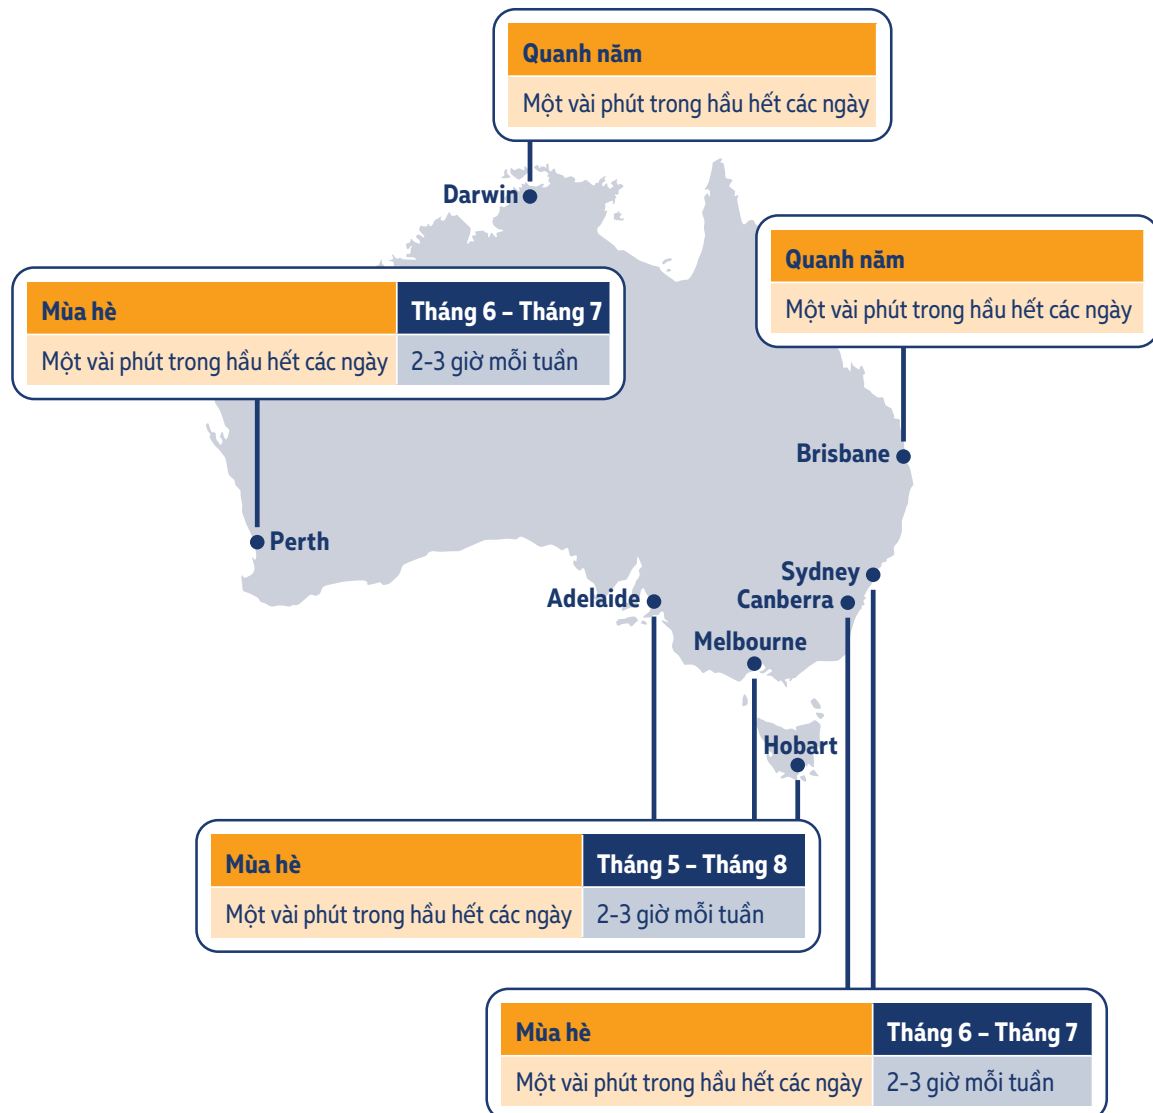 Quanh năm
Một vài phút trong hầu hết các ngày
Darwin
Quanh năm
Một vài phút trong hầu hết các ngày
Mùa hè Tháng 6 – Tháng 7
Một vài phút trong hầu hết các ngày 2-3 giờ mỗi tuần
Brisbane
Perth
Sydney
Adelaide
Canberra
Melbourne
Hobart
Mùa hè Tháng 5 – Tháng 8
Một vài phút trong hầu hết các ngày 2-3 giờ mỗi tuần
Mùa hè Tháng 6 – Tháng 7
Một vài phút trong hầu hết các ngày 2-3 giờ mỗi tuần